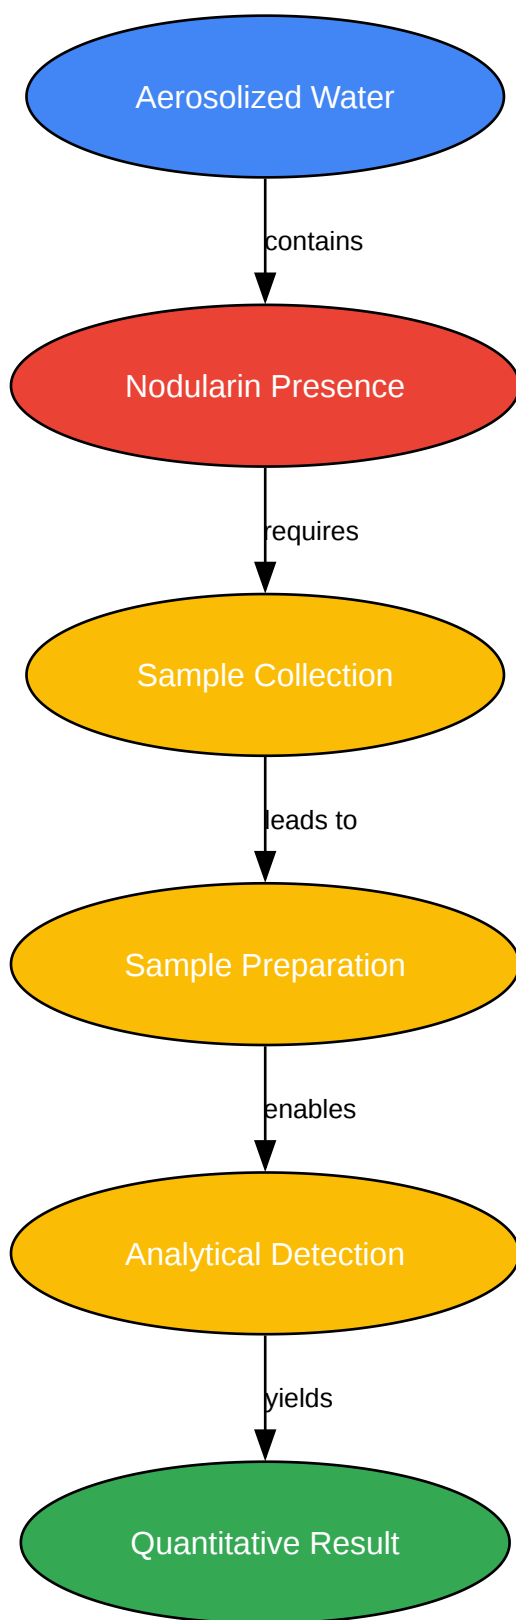 Aerosolized Water
contains
Nodularin Presence
requires
Sample Collection
leads to
Sample Preparation
enables
Analytical Detection
yields
Quantitative Result